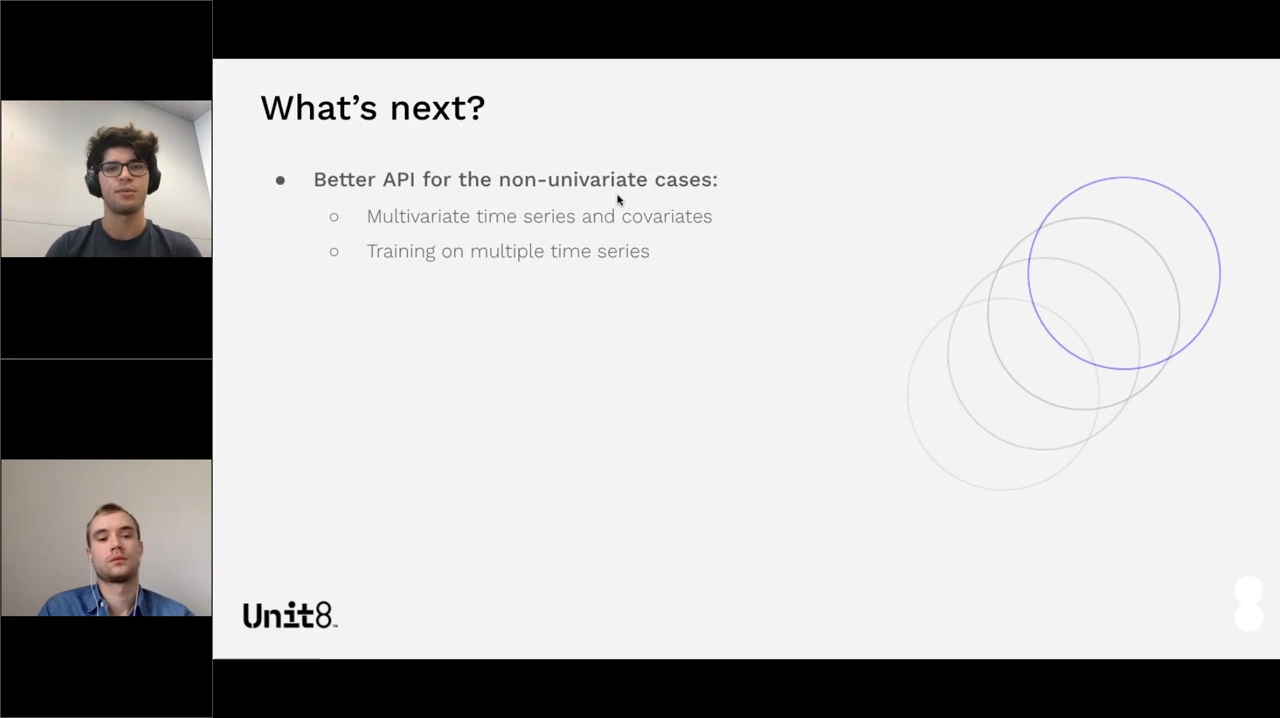 What’s next?
● Better API for the non-univariate cases:
○ Multivariate time series and covariates
○ Training on multiple time series
Unit8™